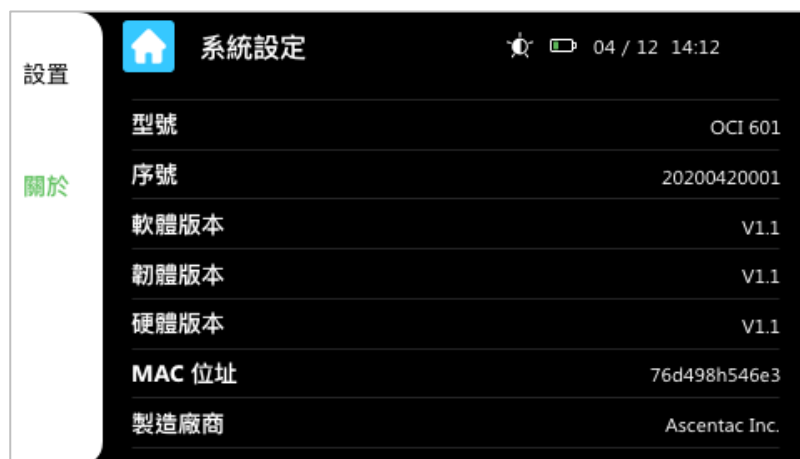 設置
關於
系統設定
04 / 12 14:12
型號 OCI 601
序號 20200420001
軟體版本 V1.1
韌體版本 V1.1
硬體版本 V1.1
MAC 位址 76d498h546e3
製造廠商 Ascentac Inc.